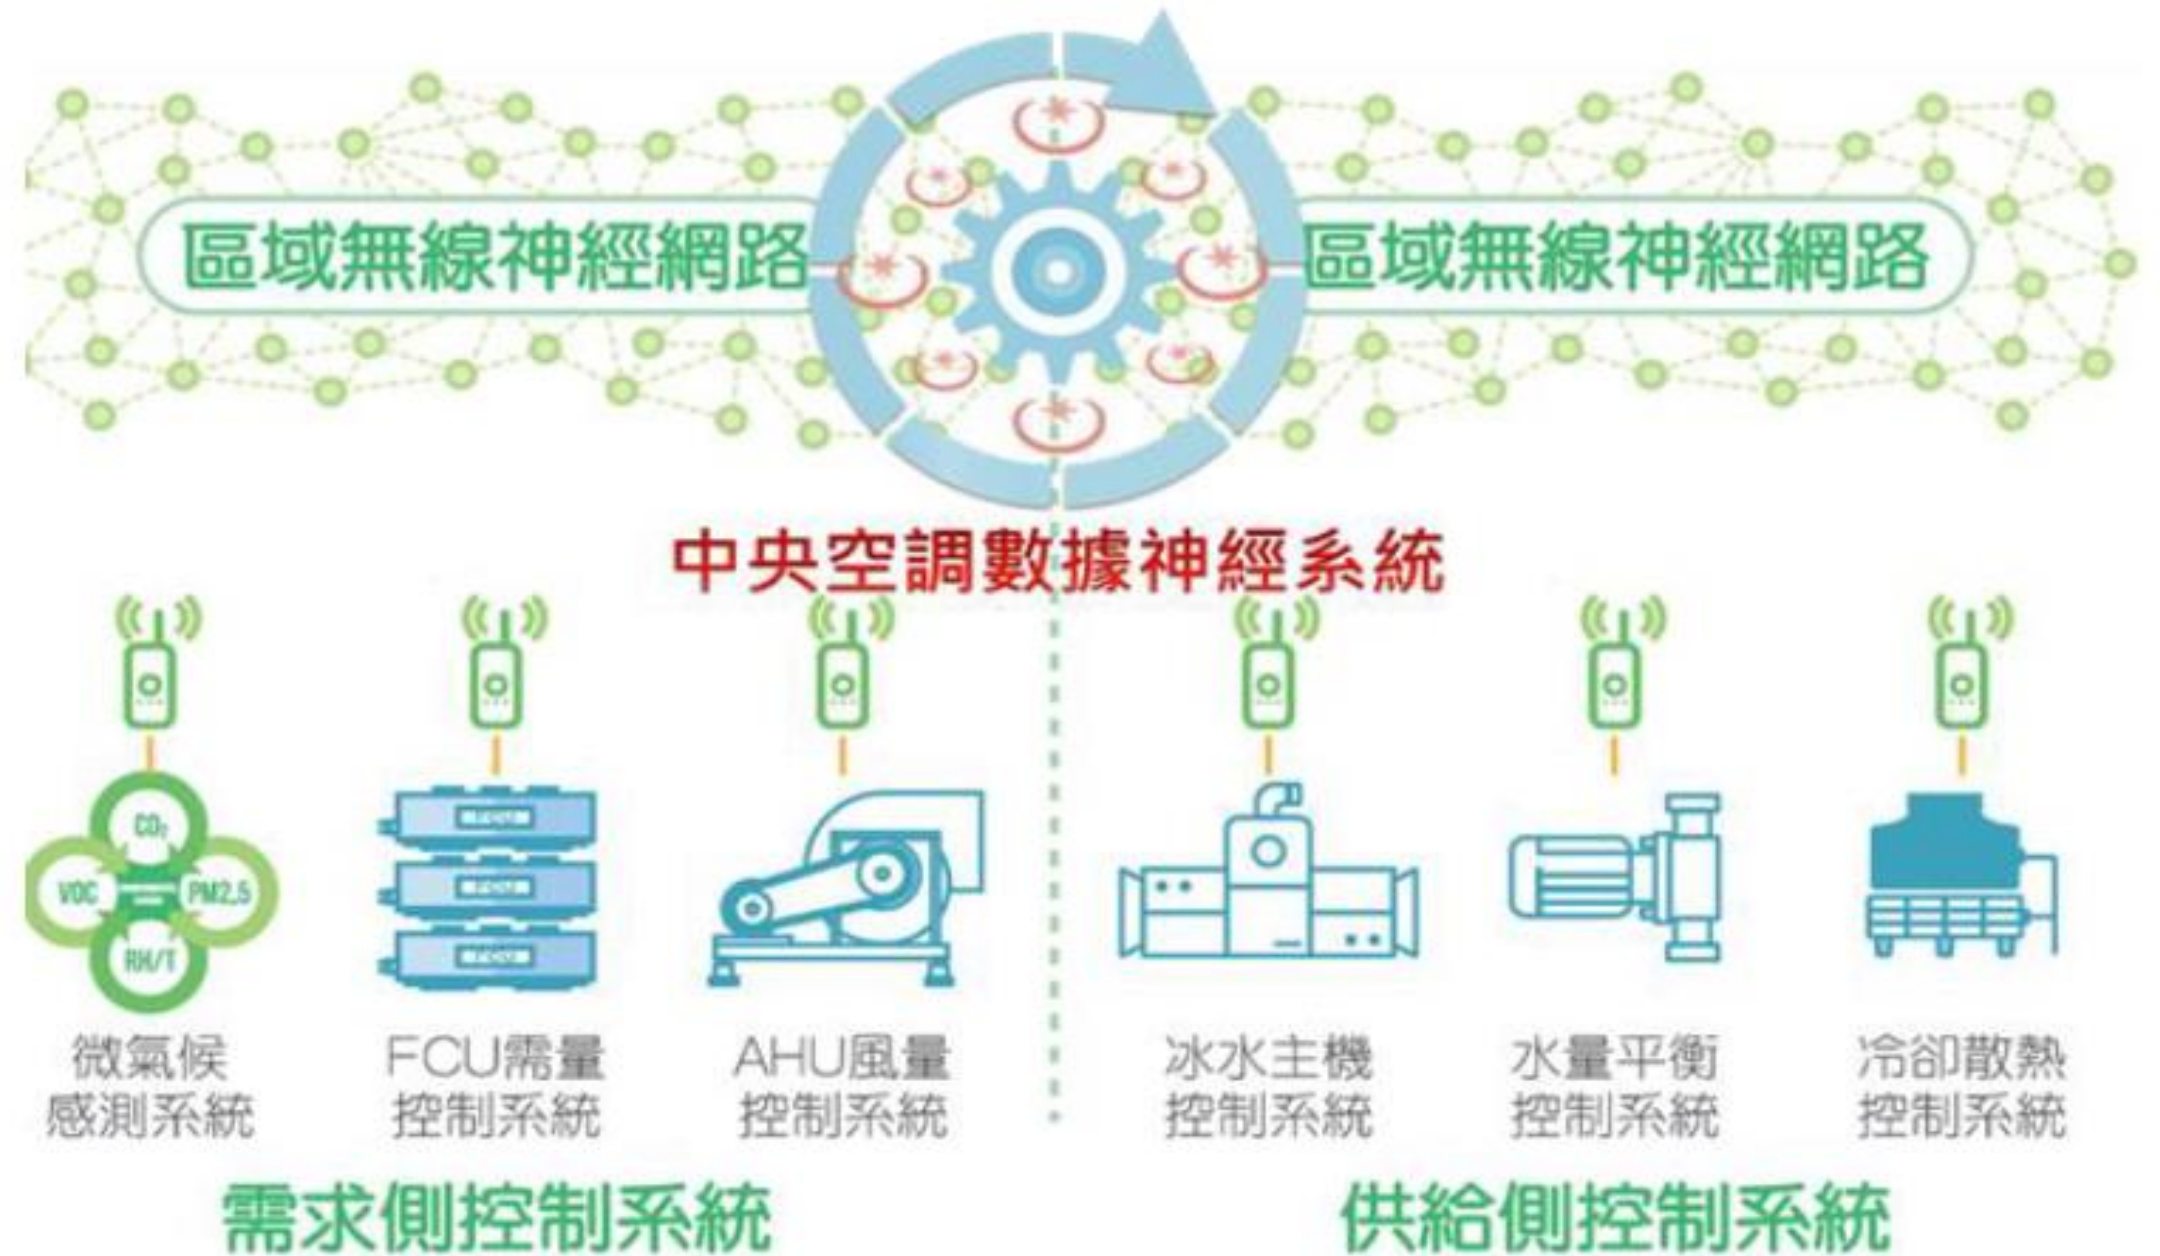 區域無線神經網路
區域無線神經網路
中央空調數據神經系統
CO₂
VOC
PM2.5
RH/T
FCU
FCU
FCU
微氣候
感測系統
FCU需量
控制系統
AHU風量
控制系統
冰水主機
控制系統
水量平衡
控制系統
冷卻散熱
控制系統
需求側控制系統
供給側控制系統